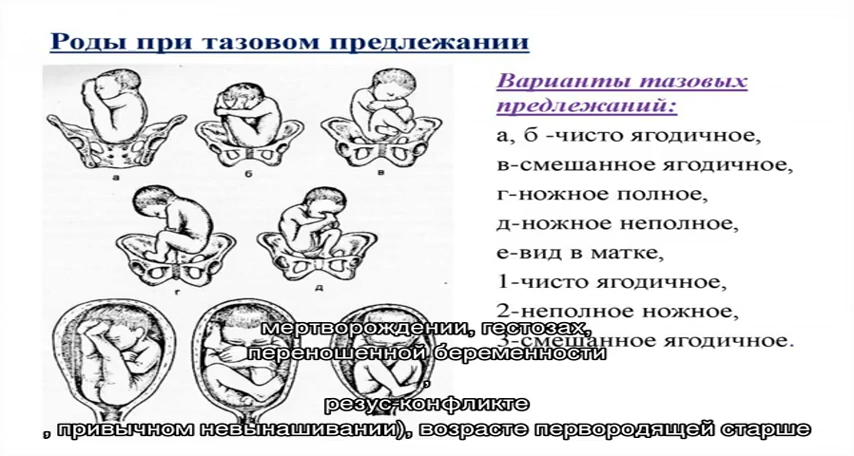 Роды при тазовом предлежании
Варианты тазовых
предлежаний:
а, б -чисто ягодичное,
в-смешанное ягодичное,
г-ножное полное,
д-ножное неполное,
е-вид в матке,
1-чисто ягодичное,
2-неполное ножное,
3-смешанное ягодичное.
а
б
в
г
д
мертворождении, гестозах,
переношенной беременности
,
резус-конфликте
, привычном невынашивании), возрасте первородящей старше